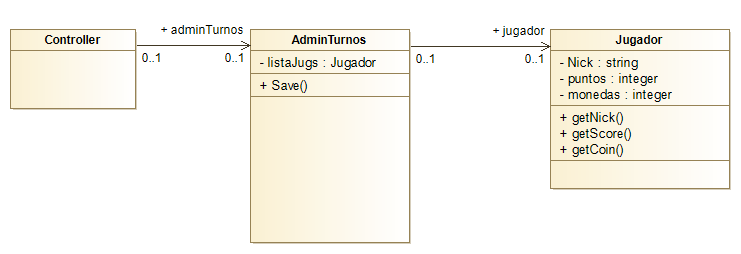 Controller
+ adminTurnos
0..1
0..1
AdminTurnos
- listaJugs : Jugador
+ Save()
+ jugador
0..1
0..1
Jugador
- Nick : string
- puntos : integer
- monedas : integer
+ getNick()
+ getScore()
+ getCoin()